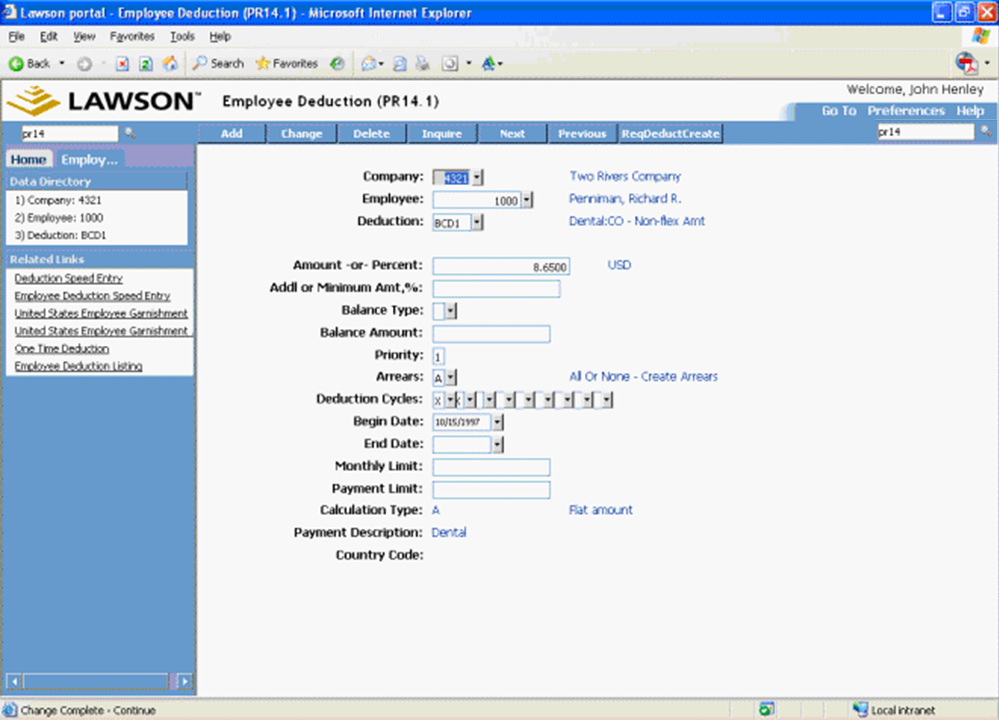 Lawson portal - Employee Deduction (PR14.1) - Microsoft Internet Explorer
File Edit View Favorites Tools Help
Back Search Favorites
LAWSON™ Employee Deduction (PR14.1) Welcome, John Henley
Go To Preferences Help
pr14 Add Change Delete Inquire Next Previous ReqDeductCreate pr14
Home Employ...
Data Directory
1) Company: 4321
2) Employee: 1000
3) Deduction: BCD1
Related Links
Deduction Speed Entry
Employee Deduction Speed Entry
United States Employee Garnishment
United States Employee Garnishment
One Time Deduction
Employee Deduction Listing
Company: 4321 Two Rivers Company
Employee: 1000 Penniman, Richard R.
Deduction: BCD1 Dental:CO - Non-flex Amt
Amount -or- Percent: 8.6500 USD
Addl or Minimum Amt,%:
Balance Type:
Balance Amount:
Priority: 1
Arrears: A All Or None - Create Arrears
Deduction Cycles: X X
Begin Date: 10/15/1997
End Date:
Monthly Limit:
Payment Limit:
Calculation Type: A Flat amount
Payment Description: Dental
Country Code:
Change Complete - Continue Local intranet